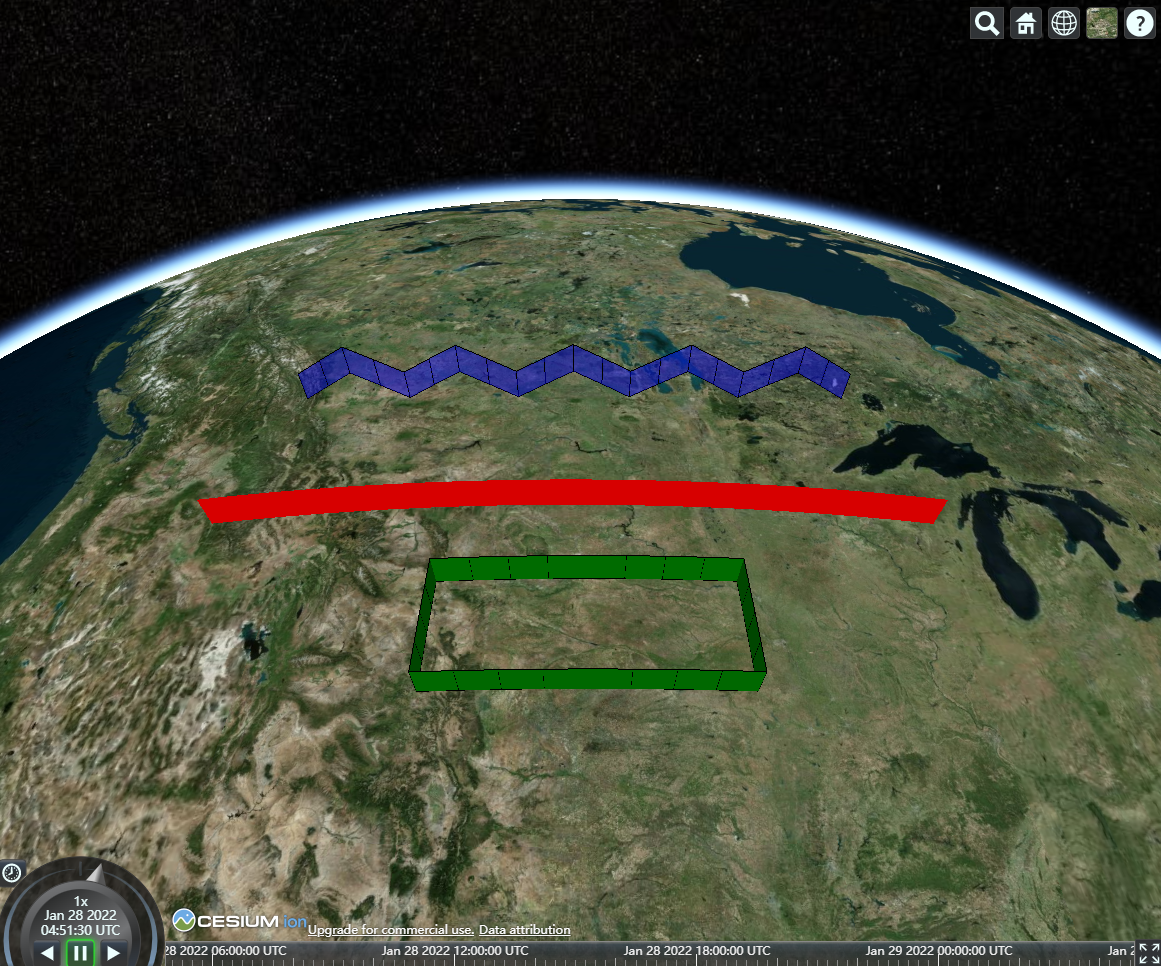 ?
1x
Jan 28 2022
04:51:30 UTC
CESIUM ion
Upgrade for commercial use. Data attribution
28 2022 06:00:00 UTC Jan 28 2022 12:00:00 UTC Jan 28 2022 18:00:00 UTC Jan 29 2022 00:00:00 UTC Jan 2